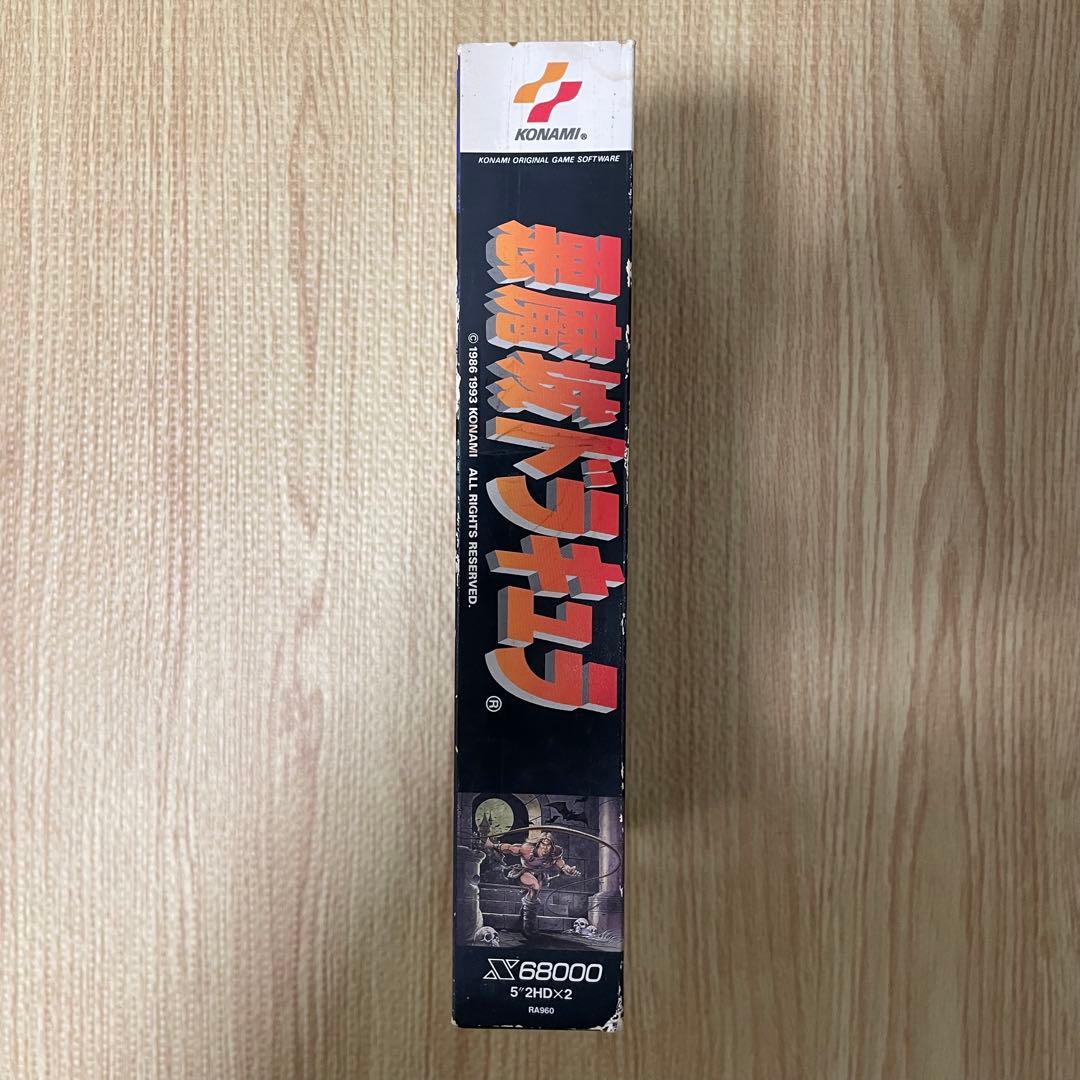 KONAMI®
KONAMI ORIGINAL GAME SOFTWARE
悪魔城ドラキュラ®
© 1986 1993 KONAMI ALL RIGHTS RESERVED.
X68000
5″2HD×2
RA960